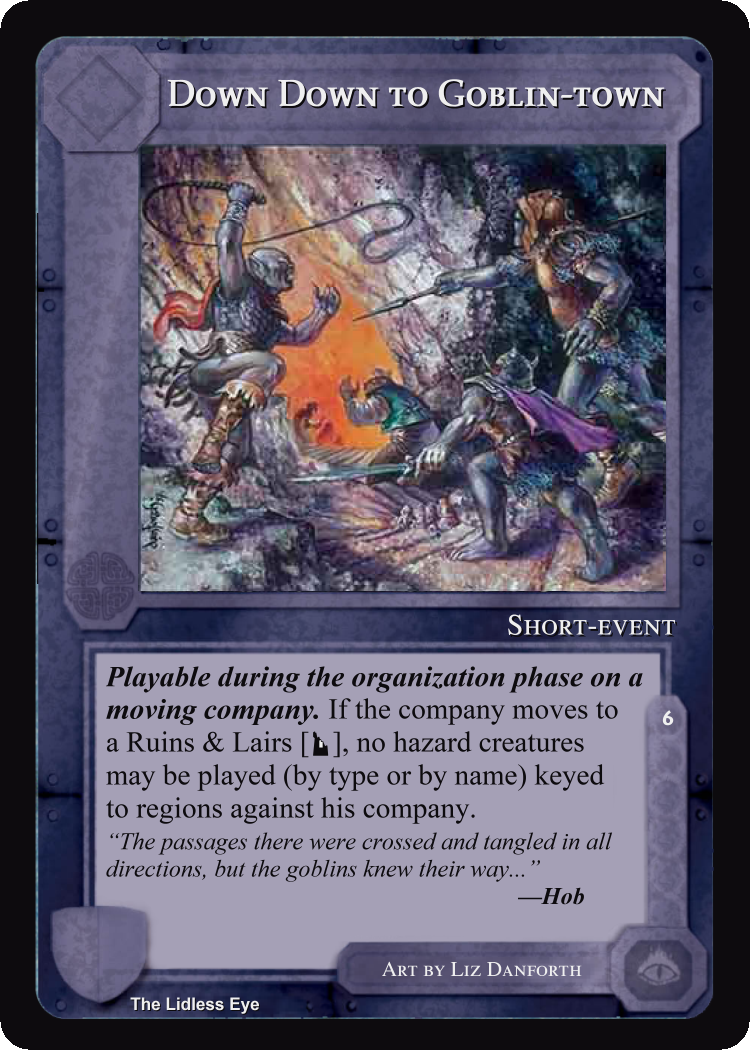 Down Down to Goblin-town
Short-event
Playable during the organization phase on a
moving company. If the company moves to
a Ruins & Lairs [ ], no hazard creatures
may be played (by type or by name) keyed
to regions against his company.
“The passages there were crossed and tangled in all
directions, but the goblins knew their way...”
—Hob
6
Art by Liz Danforth
The Lidless Eye